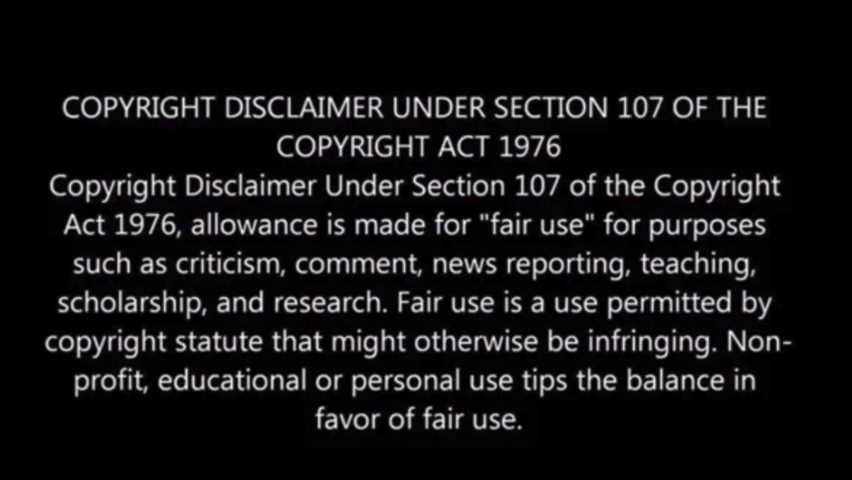 COPYRIGHT DISCLAIMER UNDER SECTION 107 OF THE
COPYRIGHT ACT 1976
Copyright Disclaimer Under Section 107 of the Copyright
Act 1976, allowance is made for "fair use" for purposes
such as criticism, comment, news reporting, teaching,
scholarship, and research. Fair use is a use permitted by
copyright statute that might otherwise be infringing. Non-
profit, educational or personal use tips the balance in
favor of fair use.